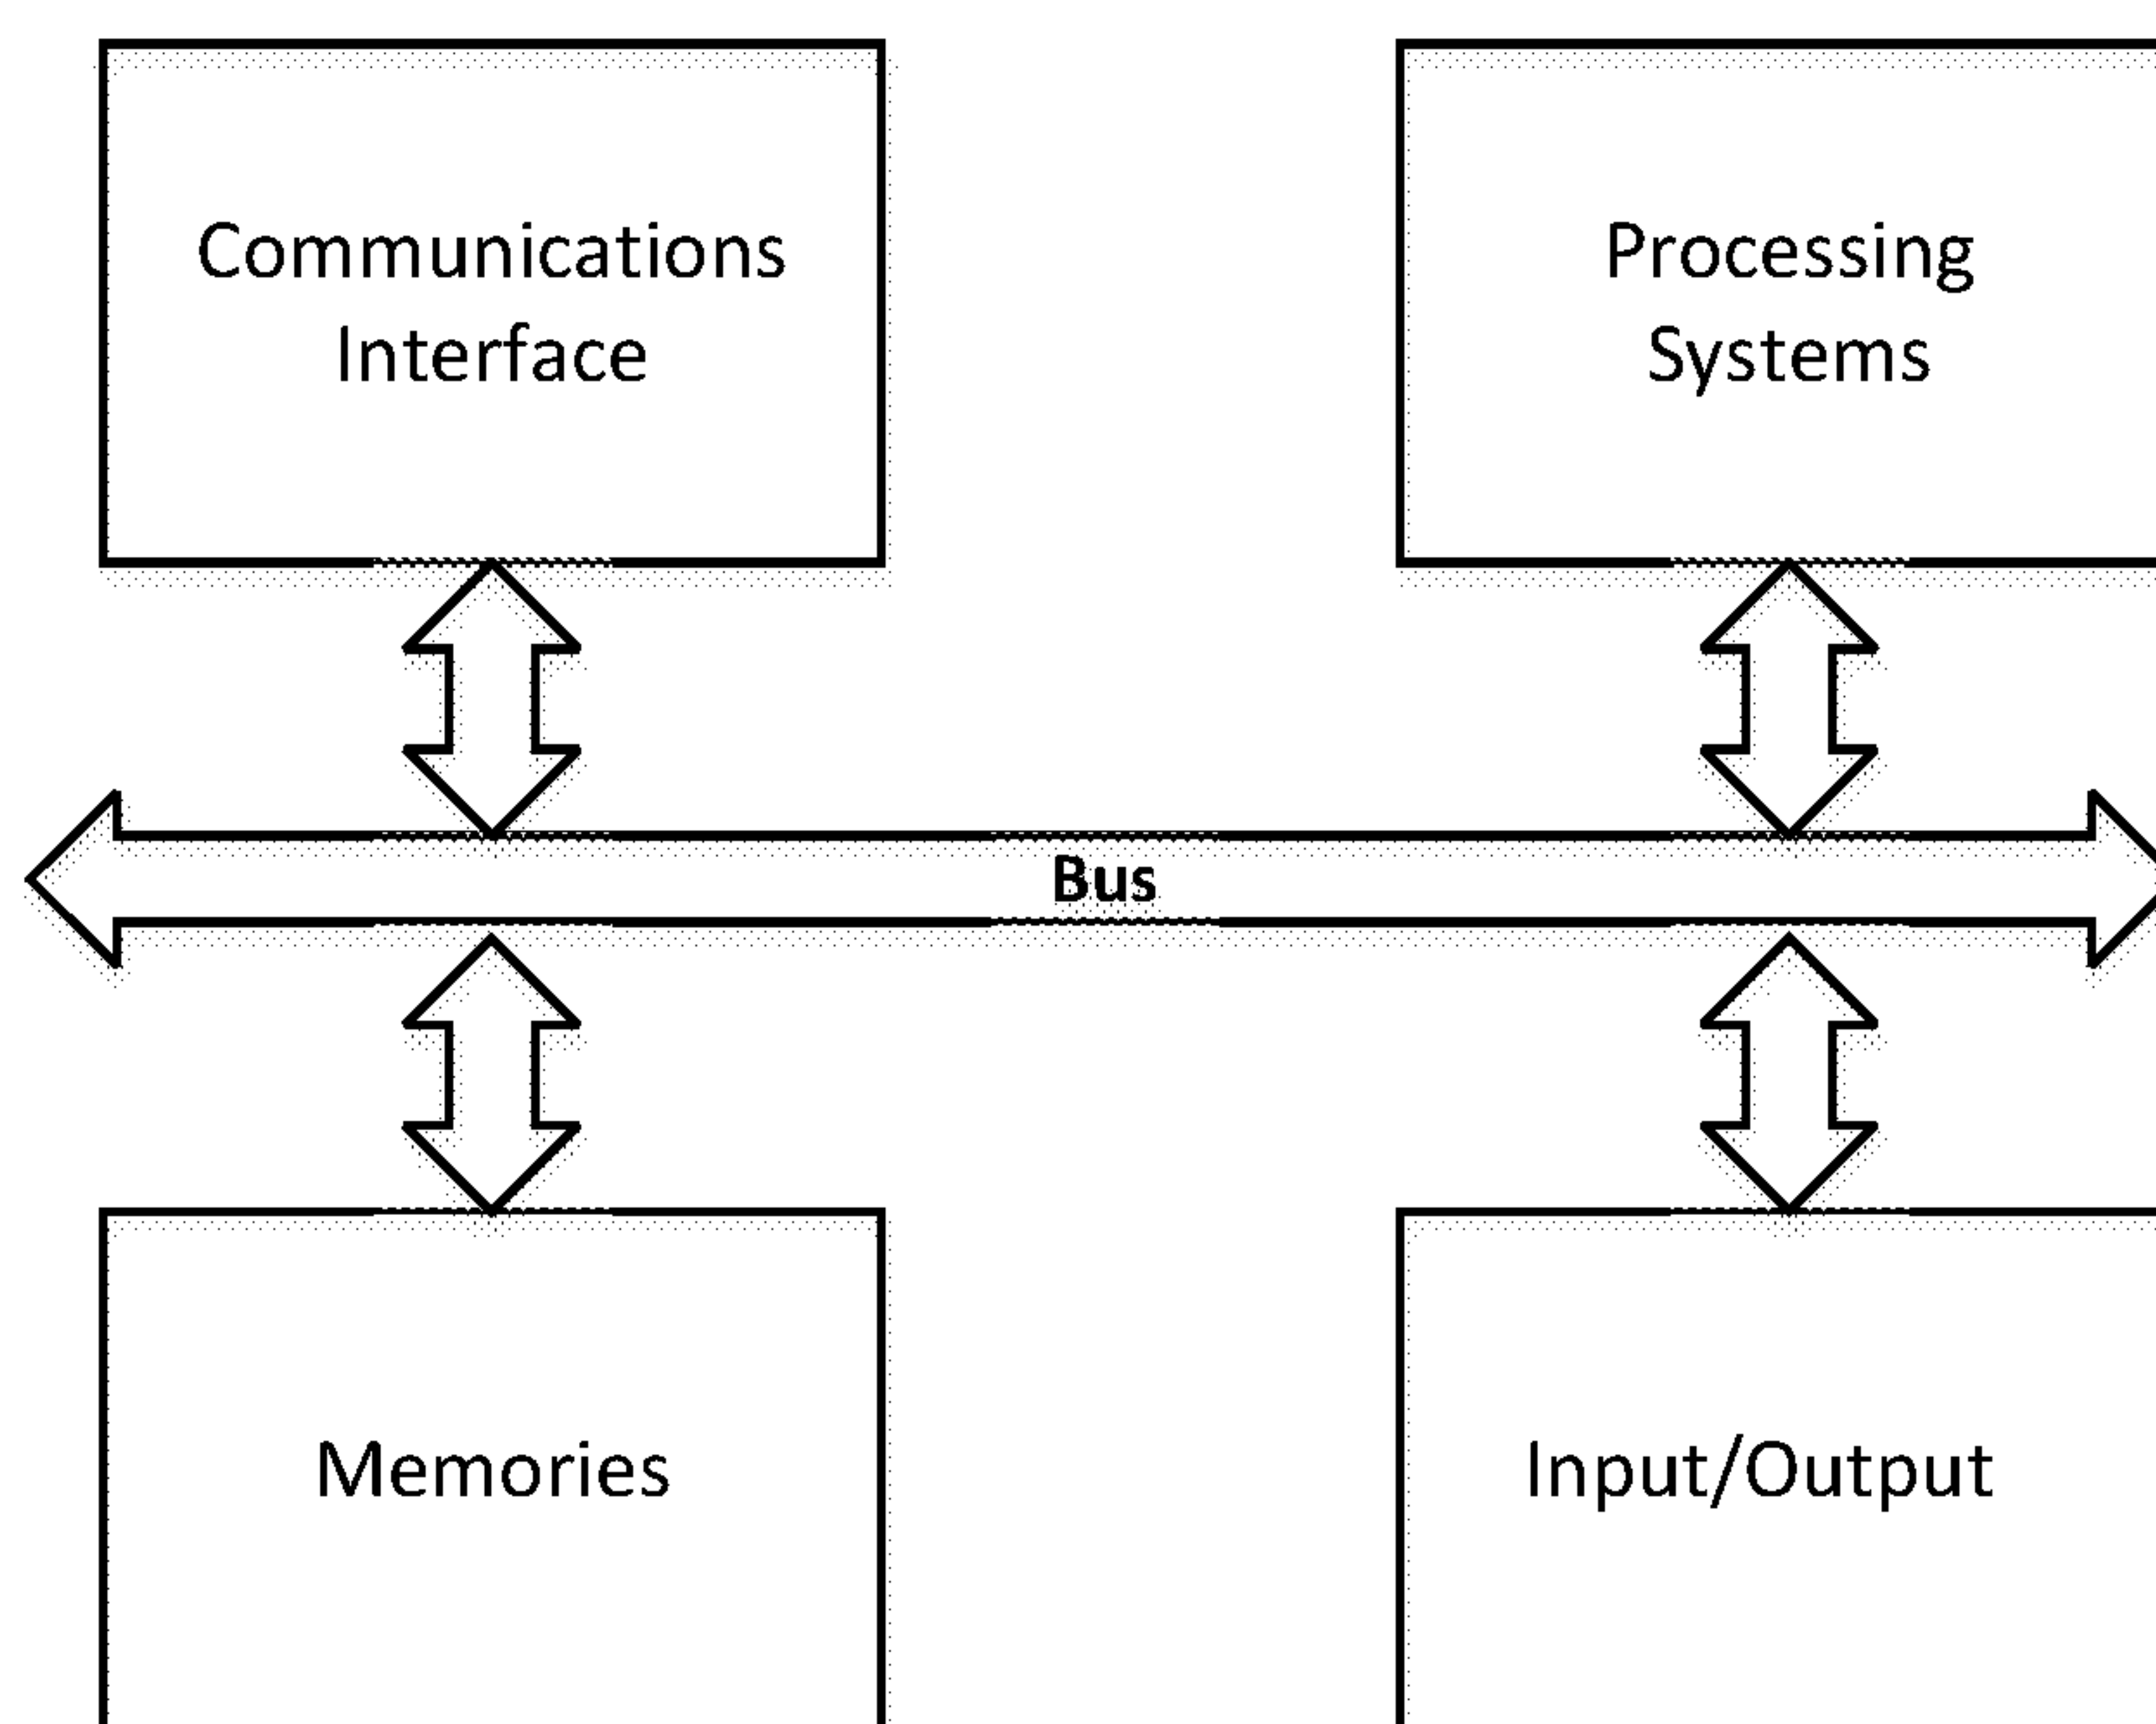 Communications
Interface
Processing
Systems
Bus
Memories
Input/Output